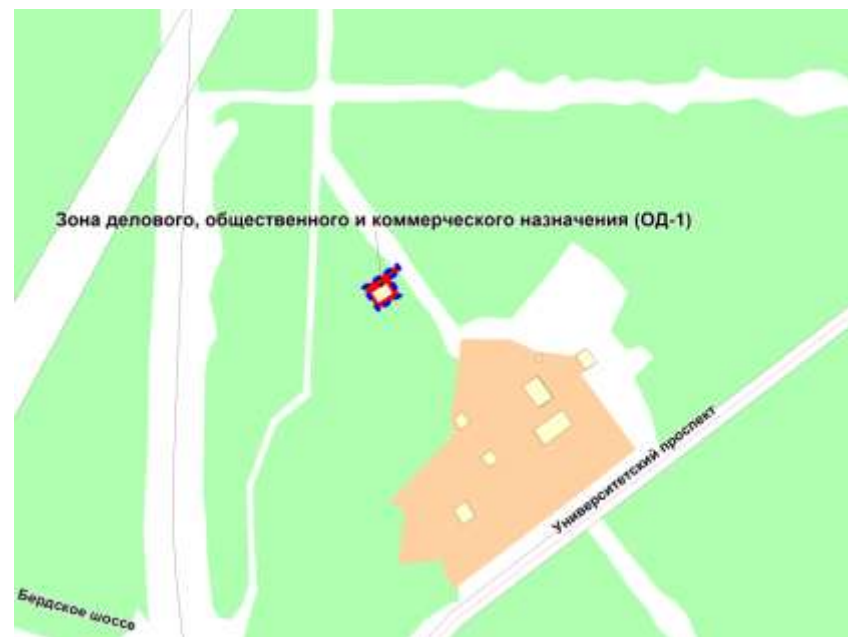 Зона делового, общественного и коммерческого назначения (ОД-1)
Университетский проспект
Бердское шоссе